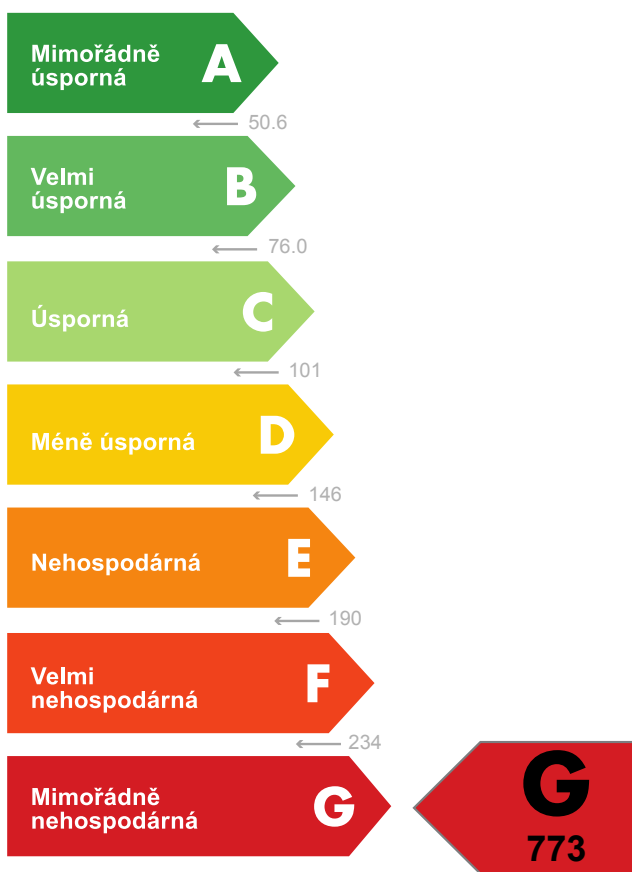 Mimořádně
úsporná
A
50.6
Velmi
úsporná
B
76.0
Úsporná
C
101
Méně úsporná
D
146
Nehospodárná
E
190
Velmi
nehospodárná
F
234
Mimořádně
nehospodárná
G
G
773